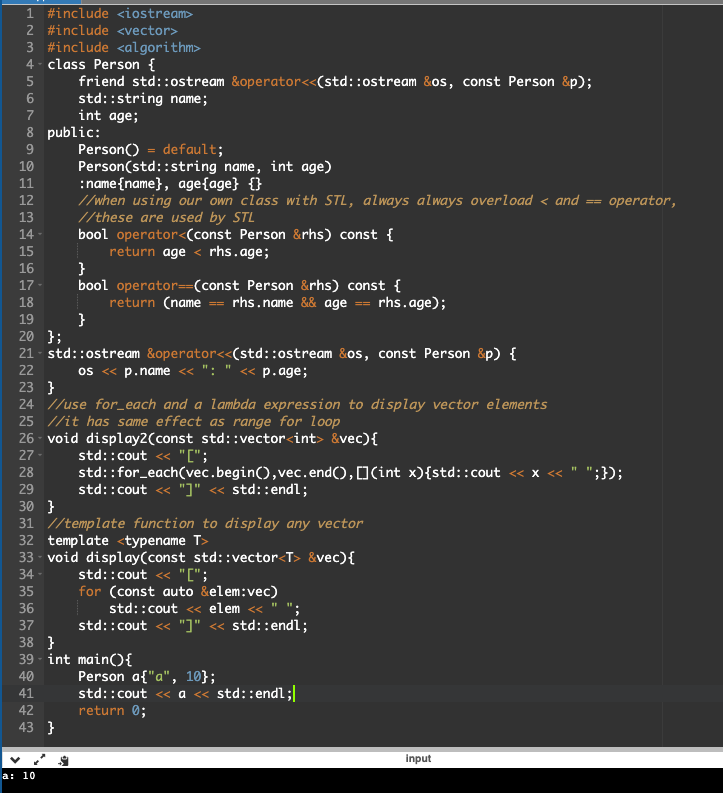 1 #include <iostream>
2 #include <vector>
3 #include <algorithm>
4 class Person {
5     friend std::ostream &operator<<(std::ostream &os, const Person &p);
6     std::string name;
7     int age;
8 public:
9     Person() = default;
10     Person(std::string name, int age)
11     :name{name}, age{age} {}
12     //when using our own class with STL, always always overload < and == operator,
13     //these are used by STL
14     bool operator<(const Person &rhs) const {
15         return age < rhs.age;
16     }
17     bool operator==(const Person &rhs) const {
18         return (name == rhs.name && age == rhs.age);
19     }
20 };
21 std::ostream &operator<<(std::ostream &os, const Person &p) {
22     os << p.name << ": " << p.age;
23 }
24 //use for_each and a lambda expression to display vector elements
25 //it has same effect as range for loop
26 void display2(const std::vector<int> &vec){
27     std::cout << "[";
28     std::for_each(vec.begin(),vec.end(),[](int x){std::cout << x << " ";});
29     std::cout << "]" << std::endl;
30 }
31 //template function to display any vector
32 template <typename T>
33 void display(const std::vector<T> &vec){
34     std::cout << "[";
35     for (const auto &elem:vec)
36         std::cout << elem << " ";
37     std::cout << "]" << std::endl;
38 }
39 int main(){
40     Person a{"a", 10};
41     std::cout << a << std::endl;
42     return 0;
43 }
input
a: 10